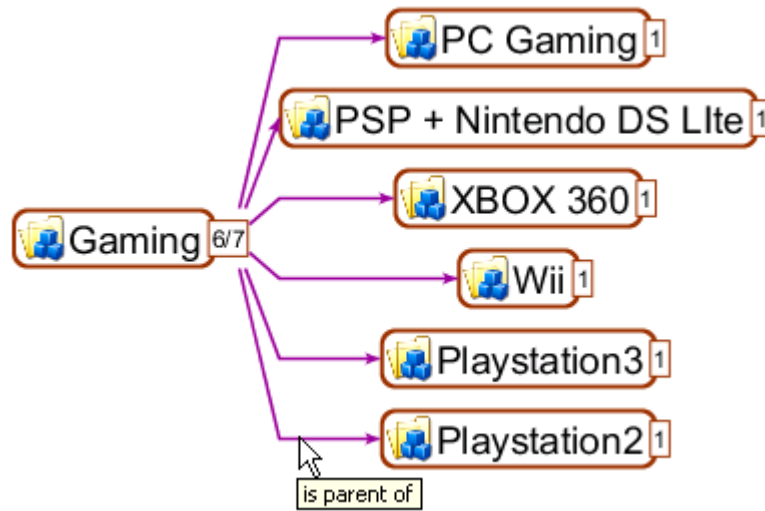 PC Gaming 1
PSP + Nintendo DS LIte 1
XBOX 360 1
Gaming 6/7
Wii 1
Playstation3 1
Playstation2 1
is parent of